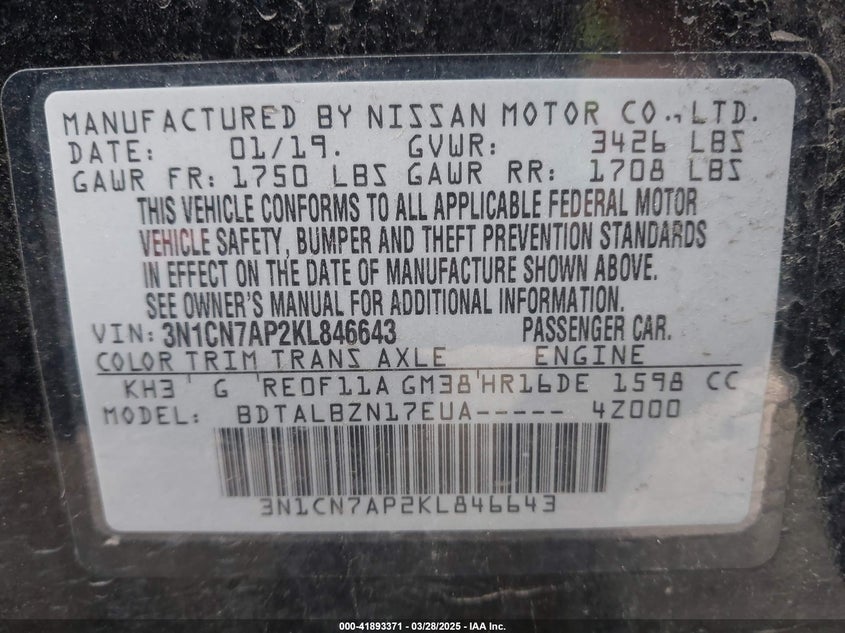 MANUFACTURED BY NISSAN MOTOR CO., LTD.
DATE: 01/19. GVWR: 3426 LBS
GAWR FR: 1750 LBS GAWR RR: 1708 LBS
THIS VEHICLE CONFORMS TO ALL APPLICABLE FEDERAL MOTOR
VEHICLE SAFETY, BUMPER AND THEFT PREVENTION STANDARDS
IN EFFECT ON THE DATE OF MANUFACTURE SHOWN ABOVE.
SEE OWNER'S MANUAL FOR ADDITIONAL INFORMATION.
VIN: 3N1CN7AP2KL846643 PASSENGER CAR.
COLOR TRIM TRANS AXLE ENGINE
KH3 G RE0F11A GM38 HR16DE 1598 CC
MODEL: BDTALBZN17EUA----- 4Z000
3N1CN7AP2KL846643
000-41893371 | 03/28/2025 - IAA Inc.